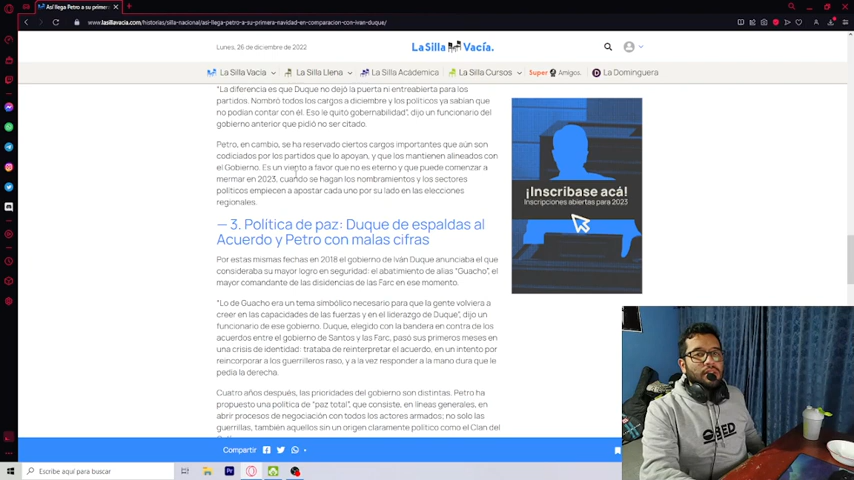 Así llega Petro a su primera
www.lasillavacia.com/historias/silla-nacional/asi-llega-petro-a-su-primera-navidad-en-comparacion-con-ivan-duque/
Lunes, 26 de diciembre de 2022
La Silla Vacía.
La Silla Vacía
La Silla Llena
La Silla Académica
La Silla Cursos
Super Amigos.
La Dominguera
“La diferencia es que Duque no dejó la puerta ni entreabierta para los
partidos. Nombró todos los cargos a diciembre y los políticos ya sabían que
no podían contar con él. Eso le quitó gobernabilidad”, dijo un funcionario del
gobierno anterior que pidió no ser citado.
Petro, en cambio, se ha reservado ciertos cargos importantes que aún son
codiciados por los partidos que lo apoyan, y que los mantienen alineados con
el Gobierno. Es un viento a favor que no es eterno y que puede comenzar a
mermar en 2023, cuando se hagan los nombramientos y los sectores
políticos empiecen a apostar cada uno por su lado en las elecciones
regionales.
— 3. Política de paz: Duque de espaldas al
Acuerdo y Petro con malas cifras
Por estas mismas fechas en 2018 el gobierno de Iván Duque anunciaba el que
consideraba su mayor logro en seguridad: el abatimiento de alias “Guacho”, el
mayor comandante de las disidencias de las Farc en ese momento.
“Lo de Guacho era un tema simbólico necesario para que la gente volviera a
creer en las capacidades de las fuerzas y en el liderazgo de Duque”, dijo un
funcionario de ese gobierno. Duque, elegido con la bandera en contra de los
acuerdos entre el gobierno de Santos y las Farc, pasó sus primeros meses en
una crisis de identidad: trataba de reinterpretar el acuerdo, en un intento por
reincorporar a los guerrilleros raso, y a la vez responder a la mano dura que le
pedía la derecha.
Cuatro años después, las prioridades del gobierno son distintas. Petro ha
propuesto una política de “paz total”, que consiste, en líneas generales, en
abrir procesos de negociación con todos los actores armados; no solo las
guerrillas, también aquellos sin un origen claramente político como el Clan del
¡Inscríbase acá!
Inscripciones abiertas para 2023
Compartir
Escribe aquí para buscar
Pr